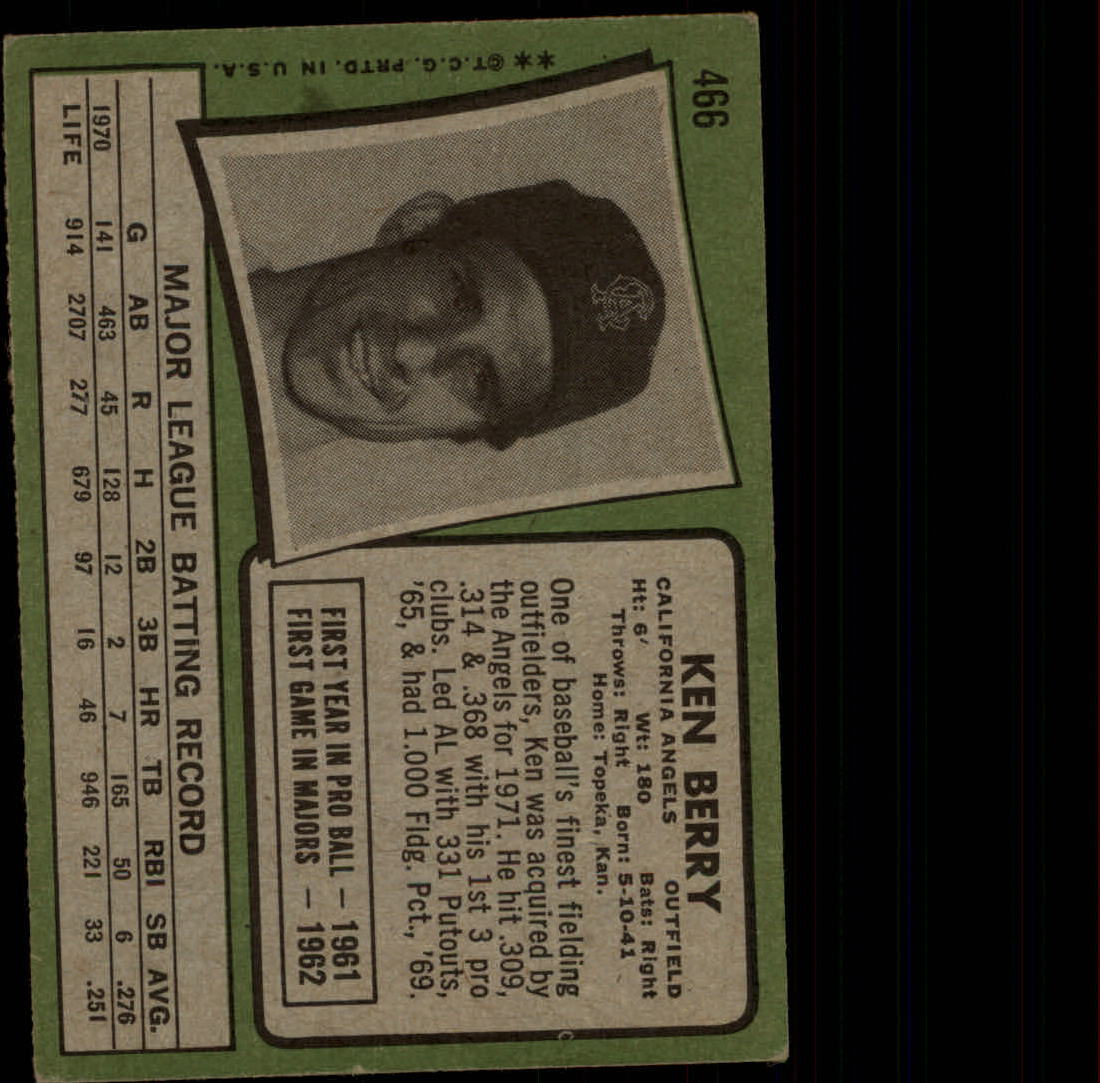 466
KEN BERRY
CALIFORNIA ANGELS OUTFIELD
Ht: 6' Wt: 180 Bats: Right
Throws: Right Born: 5-10-41
Home: Topeka, Kan.
One of baseball's finest fielding
outfielders, Ken was acquired by
the Angels for 1971. He hit .309,
.314 & .368 with his 1st 3 pro
clubs. Led AL with 331 Putouts,
'65, & had 1.000 Fldg. Pct., '69.
FIRST YEAR IN PRO BALL — 1961
FIRST GAME IN MAJORS — 1962
MAJOR LEAGUE BATTING RECORD
G AB R H 2B 3B HR TB RBI SB AVG.
1970 141 463 45 128 12 2 7 165 50 6 .276
LIFE 914 2707 277 679 97 16 46 946 221 33 .251
**©T.C.G. PRTD. IN U.S.A.